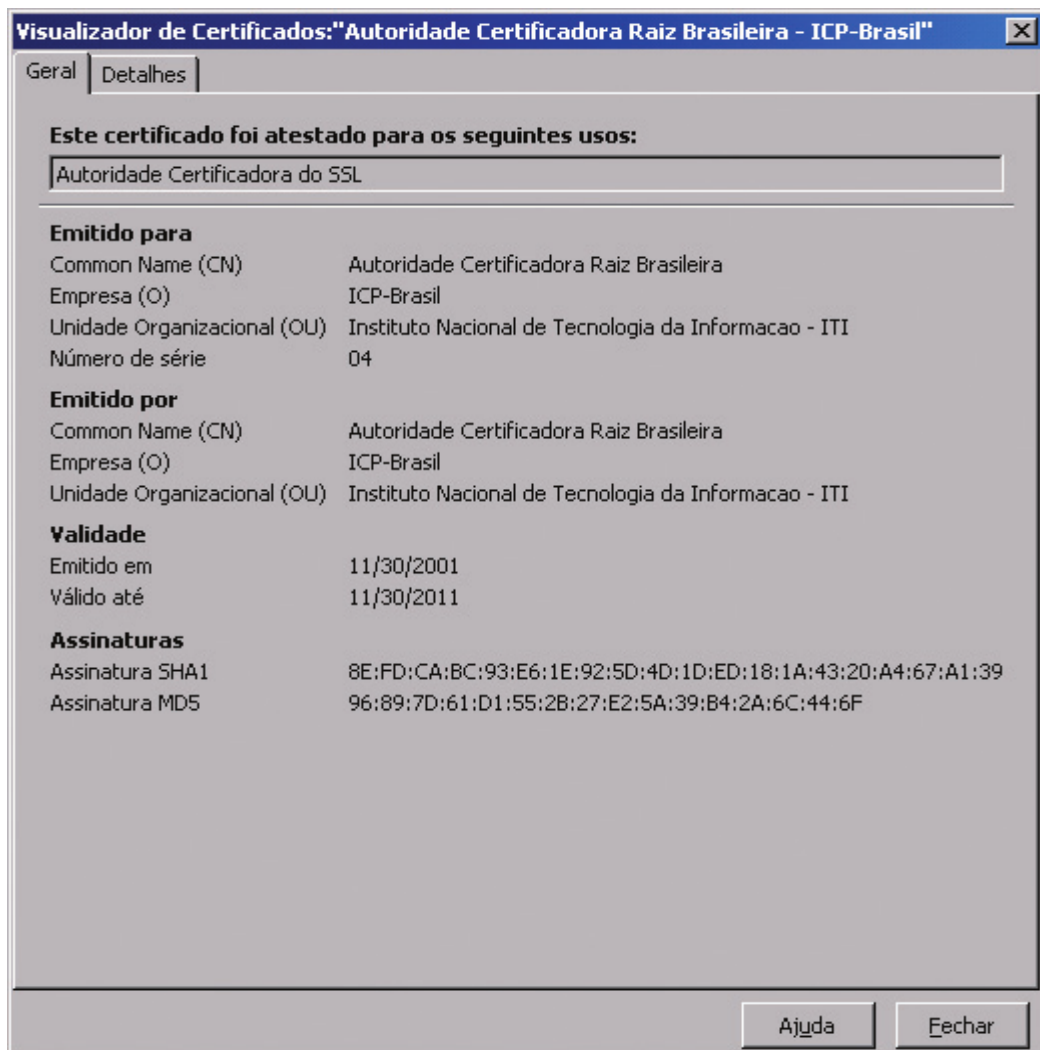 Visualizador de Certificados:"Autoridade Certificadora Raiz Brasileira - ICP-Brasil"
Geral Detalhes
Este certificado foi atestado para os seguintes usos:
Autoridade Certificadora do SSL
Emitido para
Common Name (CN) Autoridade Certificadora Raiz Brasileira
Empresa (O) ICP-Brasil
Unidade Organizacional (OU) Instituto Nacional de Tecnologia da Informacao - ITI
Número de série 04
Emitido por
Common Name (CN) Autoridade Certificadora Raiz Brasileira
Empresa (O) ICP-Brasil
Unidade Organizacional (OU) Instituto Nacional de Tecnologia da Informacao - ITI
Validade
Emitido em 11/30/2001
Válido até 11/30/2011
Assinaturas
Assinatura SHA1 8E:FD:CA:BC:93:E6:1E:92:5D:4D:1D:ED:18:1A:43:20:A4:67:A1:39
Assinatura MD5 96:89:7D:61:D1:55:2B:27:E2:5A:39:B4:2A:6C:44:6F
Ajuda Fechar